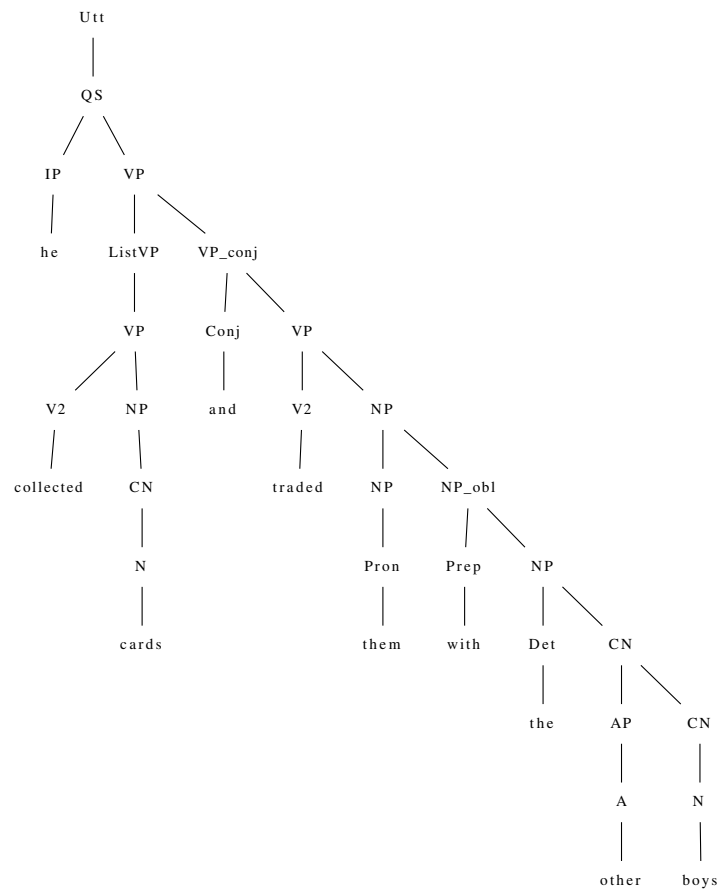 Utt
QS
IP VP
he ListVP VP_conj
VP Conj VP
V2 NP and V2 NP
collected CN traded NP NP_obl
N Pron Prep NP
cards them with Det CN
the AP CN
A N
other boys